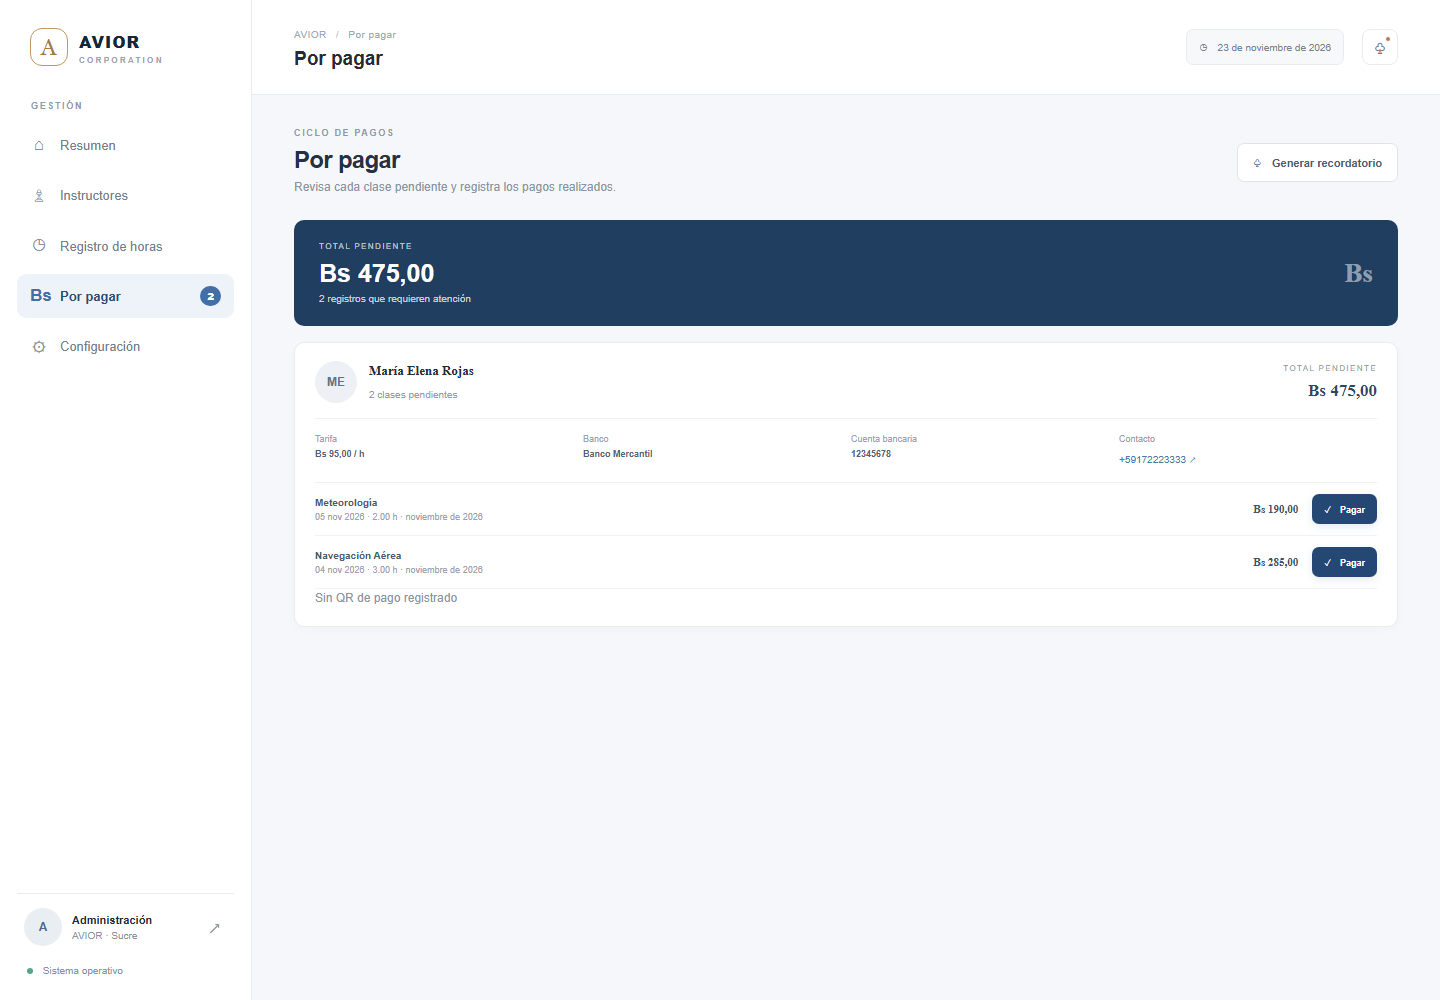 A
AVIOR
CORPORATION
GESTIÓN
Resumen
Instructores
Registro de horas
Bs Por pagar 2
Configuración
A
Administración
AVIOR · Sucre
Sistema operativo
AVIOR / Por pagar
Por pagar
23 de noviembre de 2026
CICLO DE PAGOS
Por pagar
Revisa cada clase pendiente y registra los pagos realizados.
Generar recordatorio
TOTAL PENDIENTE
Bs 475,00
2 registros que requieren atención
Bs
ME
María Elena Rojas
2 clases pendientes
TOTAL PENDIENTE
Bs 475,00
Tarifa
Bs 95,00 / h
Banco
Banco Mercantil
Cuenta bancaria
12345678
Contacto
+59172223333 ↗
Meteorología
05 nov 2026 · 2.00 h · noviembre de 2026
Bs 190,00
✓ Pagar
Navegación Aérea
04 nov 2026 · 3.00 h · noviembre de 2026
Bs 285,00
✓ Pagar
Sin QR de pago registrado